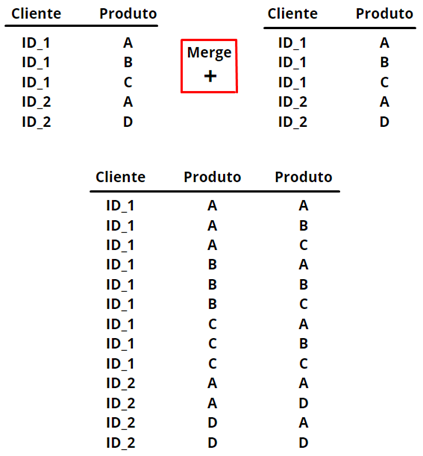 Cliente Produto Cliente Produto
ID_1 A ID_1 A
ID_1 B Merge ID_1 B
ID_1 C + ID_1 C
ID_2 A ID_2 A
ID_2 D ID_2 D
Cliente Produto Produto
ID_1 A A
ID_1 A B
ID_1 A C
ID_1 B A
ID_1 B B
ID_1 B C
ID_1 C A
ID_1 C B
ID_1 C C
ID_2 A A
ID_2 A D
ID_2 D A
ID_2 D D